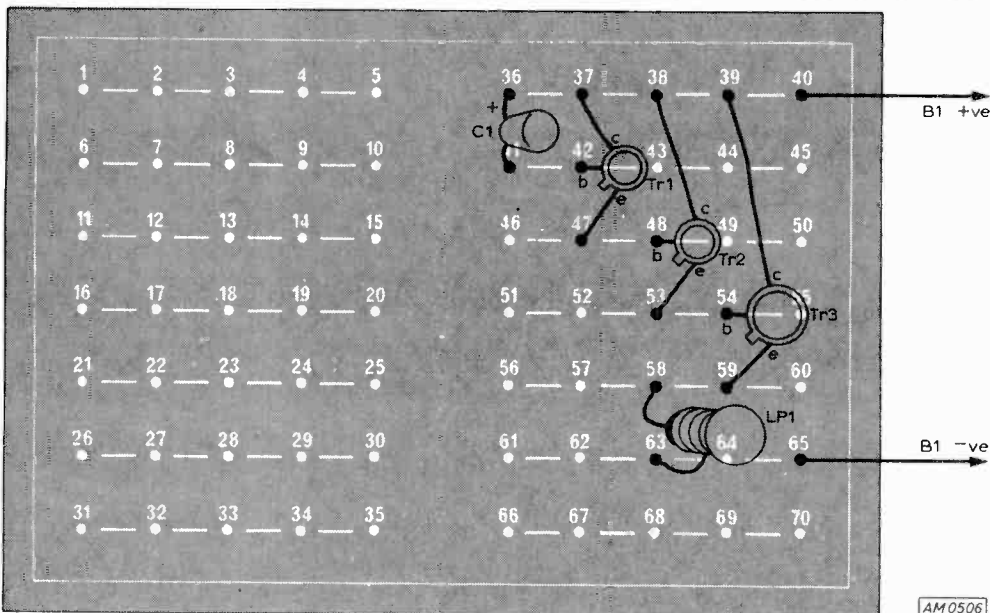 1 2 3 4 5 36 37 38 39 40
B1 +ve
+
C1
c
6 7 8 9 10 41 42 43 44 45
b
Tr1
e
11 12 13 14 15 46 47 48 49 50
c
b
Tr2
e
c
16 17 18 19 20 51 52 53 54 55
b
Tr3
e
21 22 23 24 25 56 57 58 59 60
LP1
26 27 28 29 30 61 62 63 64 65
B1 -ve
31 32 33 34 35 66 67 68 69 70
AM0506